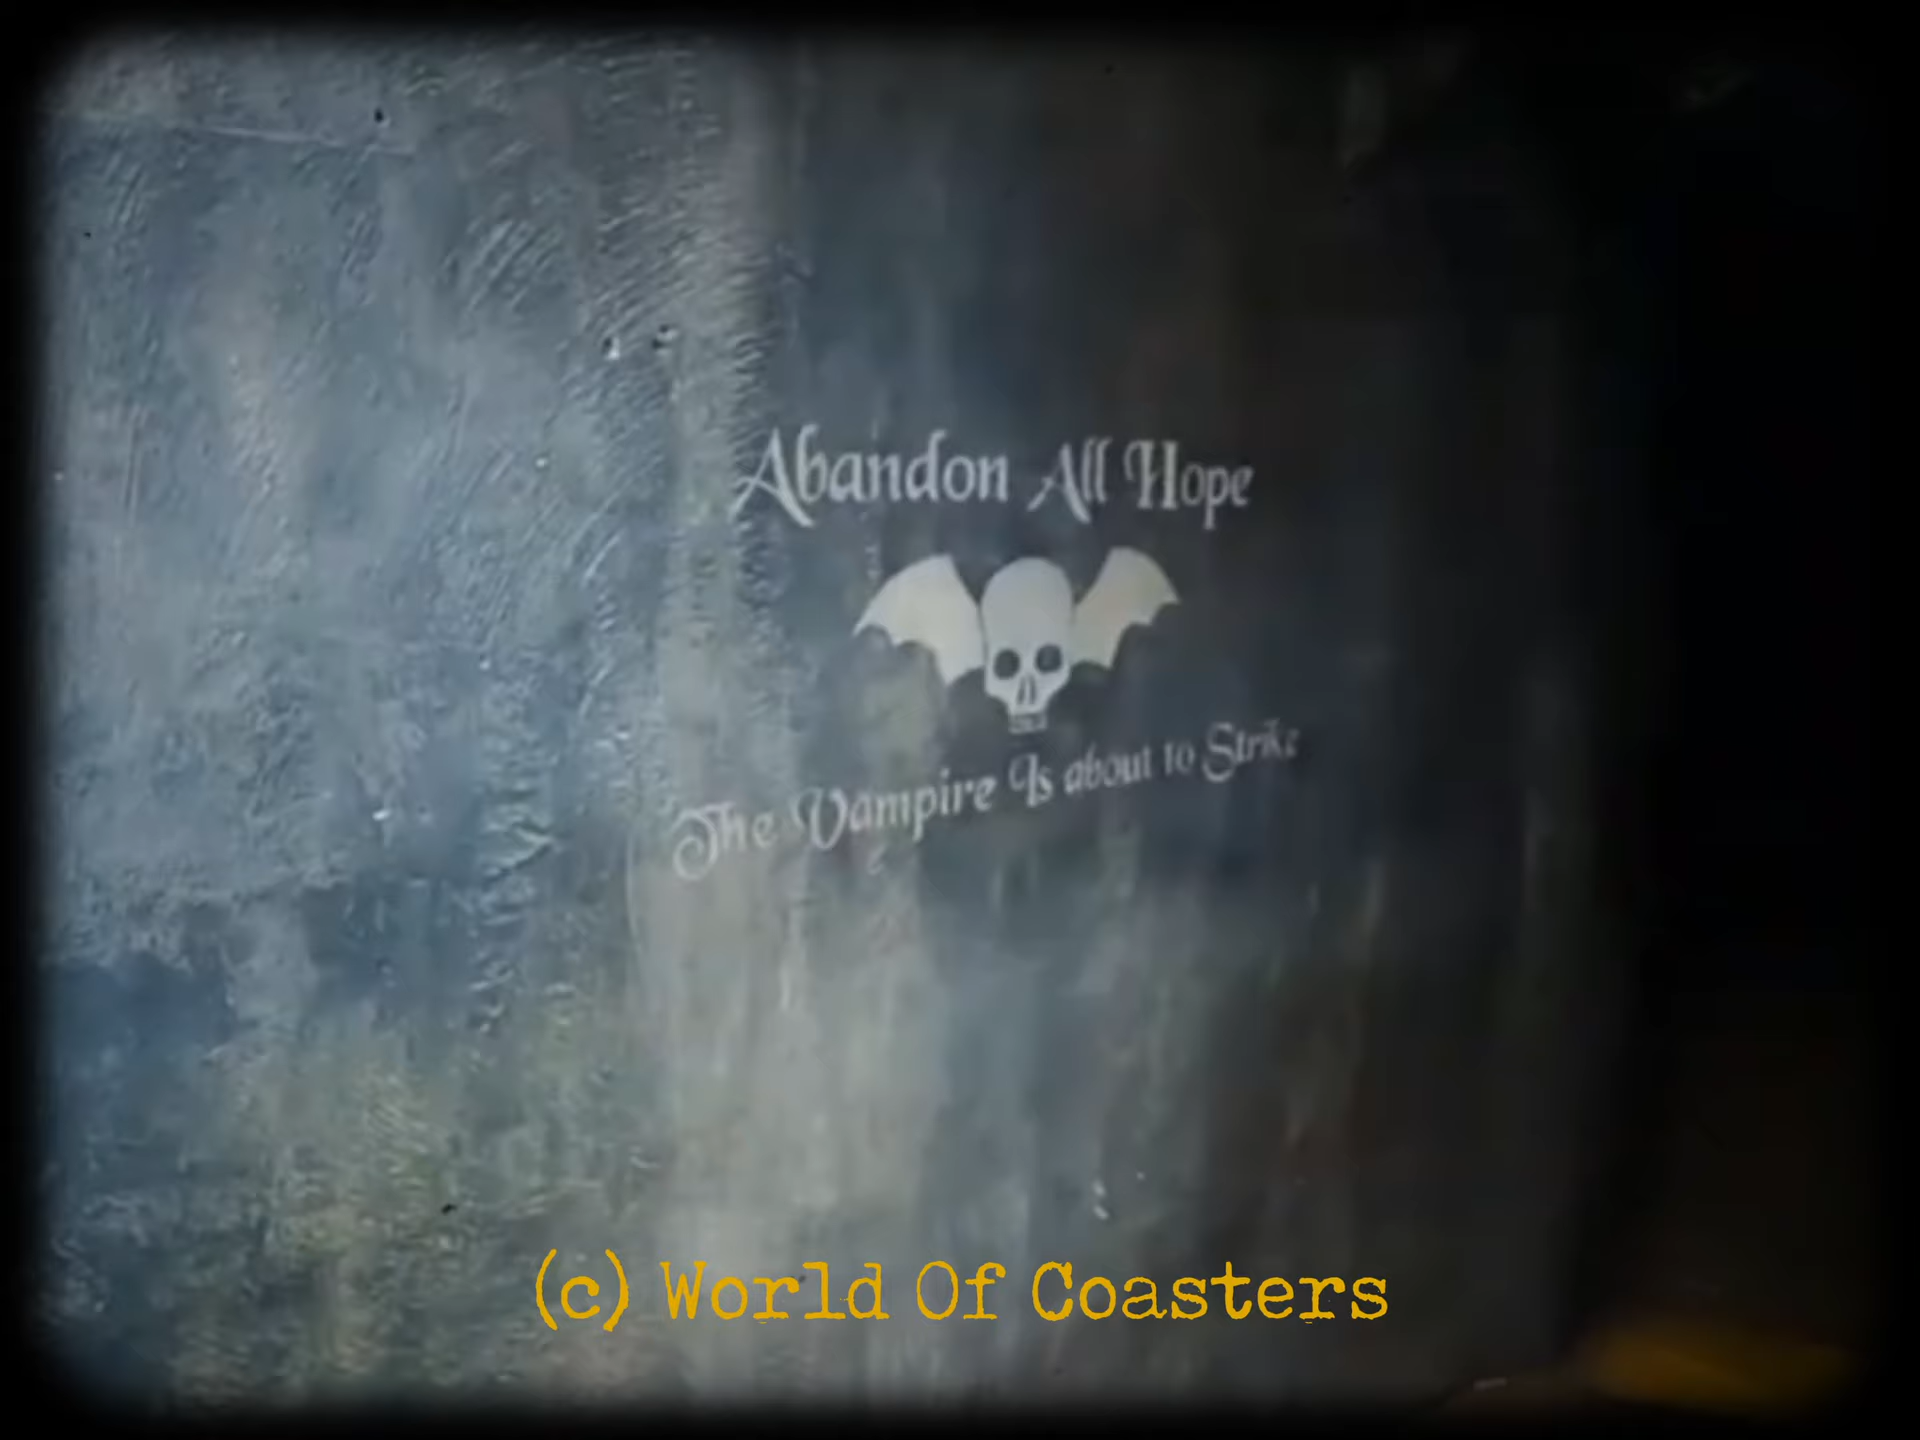 Abandon All Hope
The Vampire Is about to Strike
(c) World Of Coasters